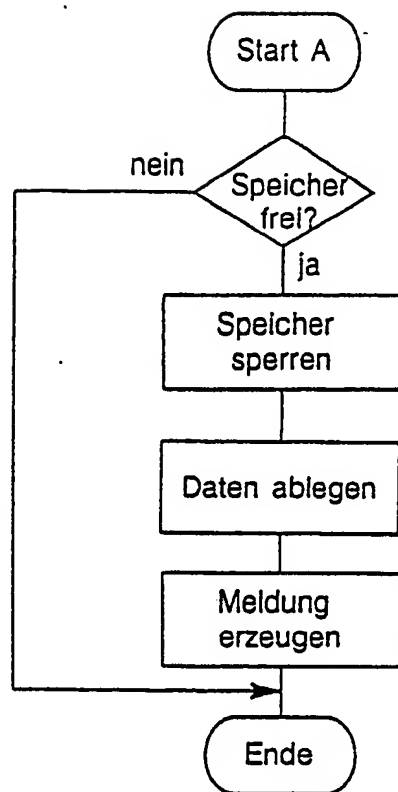 Start A
nein
Speicher
frei?
ja
Speicher
sperren
Daten ablegen
Meldung
erzeugen
Ende